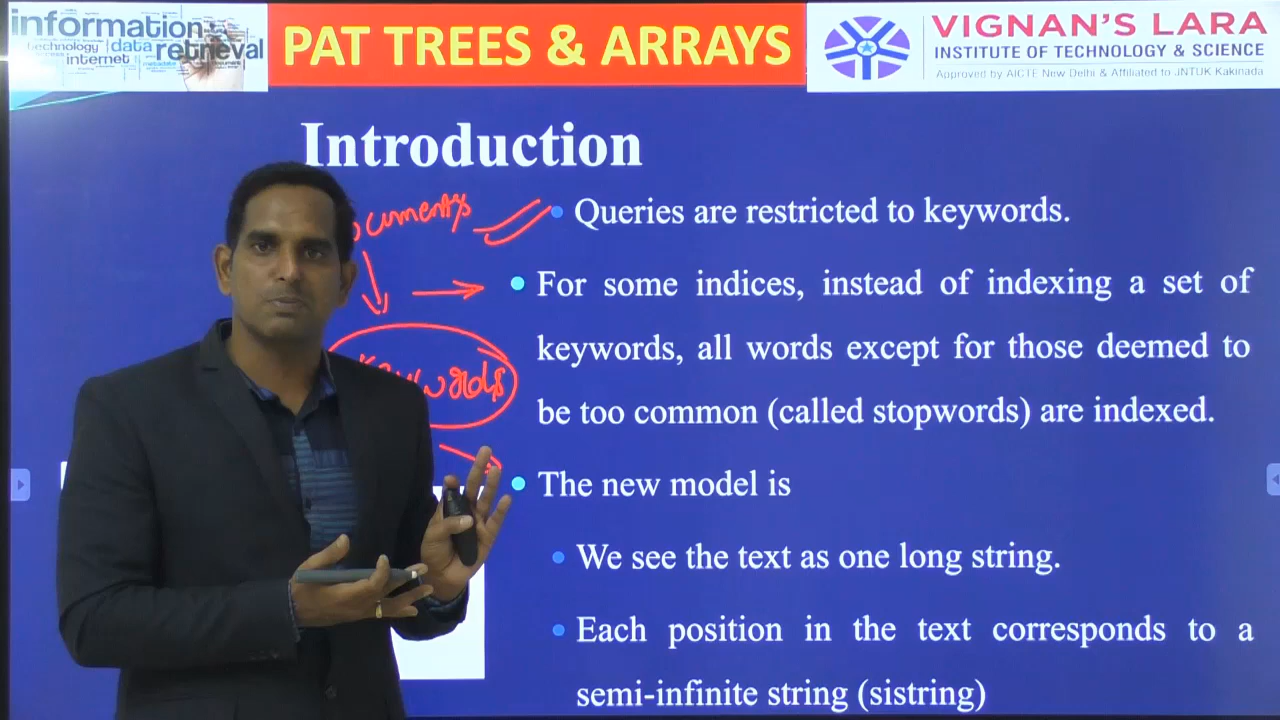 information
technology data retrieval
internet
PAT TREES & ARRAYS
VIGNAN'S LARA
INSTITUTE OF TECHNOLOGY & SCIENCE
Approved by AICTE New Delhi & Affiliated to JNTUK Kakinada
Introduction
Queries are restricted to keywords.
For some indices, instead of indexing a set of
keywords, all words except for those deemed to
be too common (called stopwords) are indexed.
The new model is
We see the text as one long string.
Each position in the text corresponds to a
semi-infinite string (sistring)